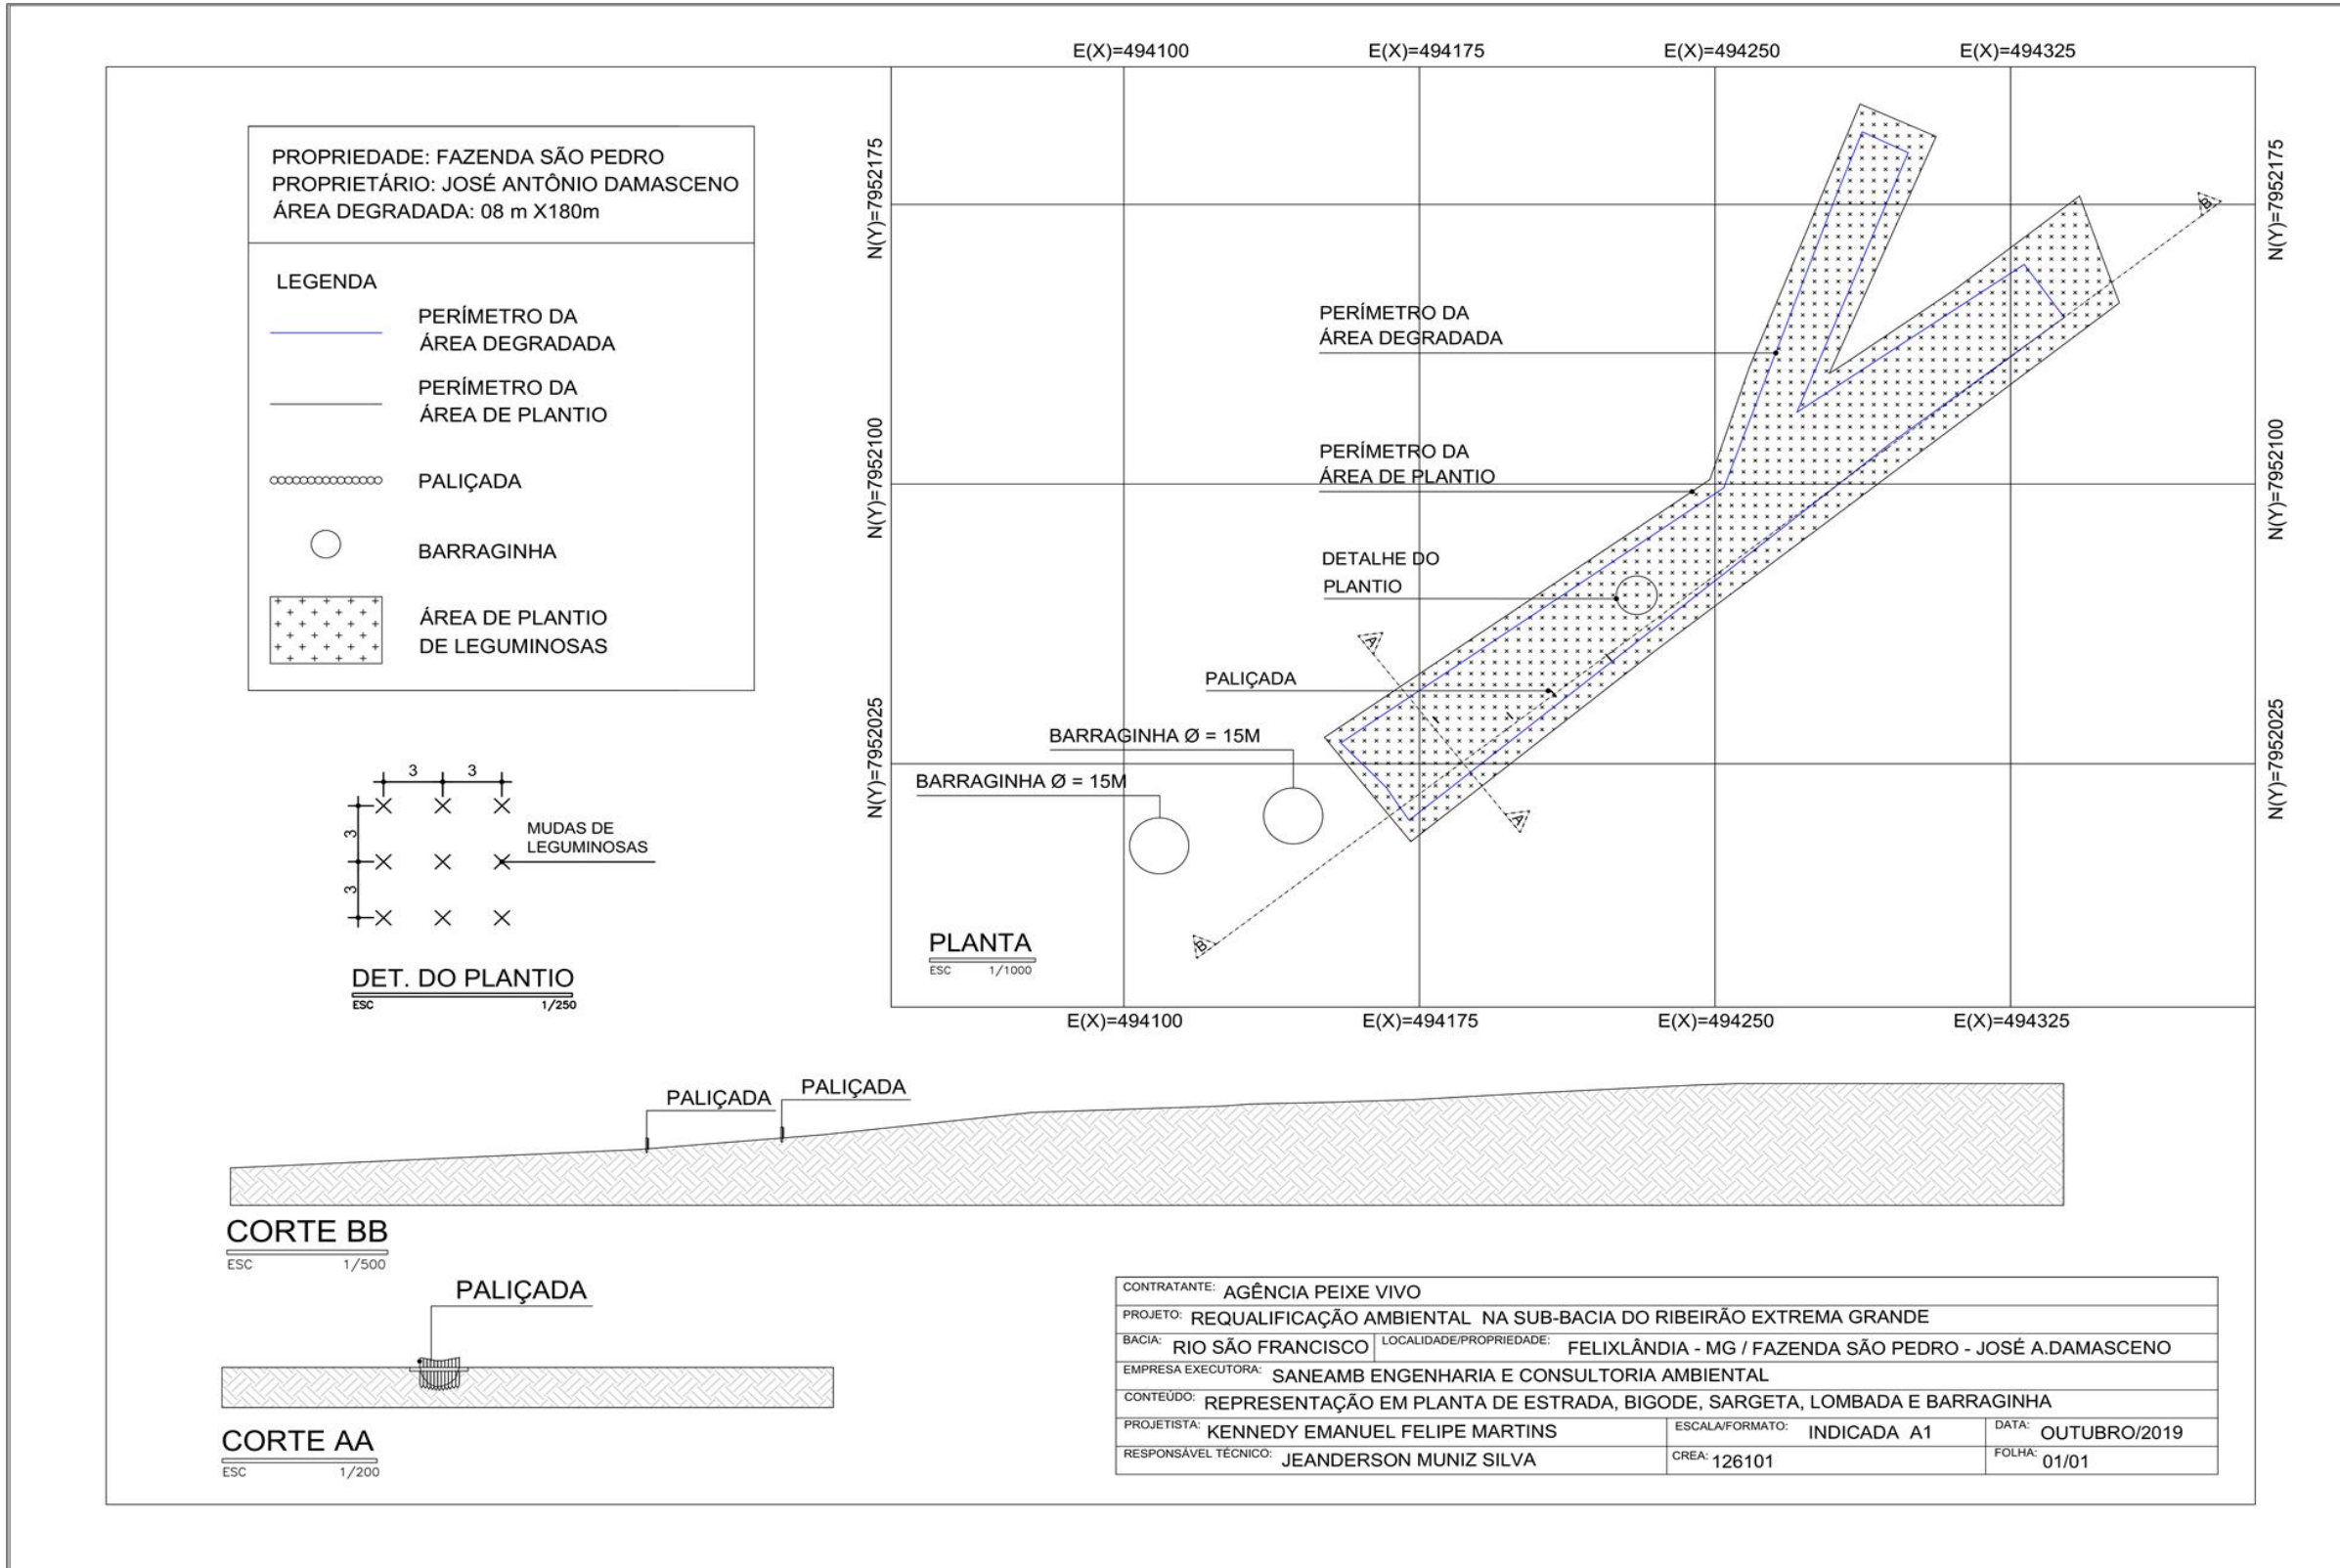 E(X)=494100
E(X)=494175
E(X)=494250
E(X)=494325
PROPRIEDADE: FAZENDA SÃO PEDRO
PROPRIETÁRIO: JOSÉ ANTÔNIO DAMASCENO
ÁREA DEGRADADA: 08 m X180m
LEGENDA
PERÍMETRO DA
ÁREA DEGRADADA
PERÍMETRO DA
ÁREA DE PLANTIO
PALIÇADA
BARRAGINHA
ÁREA DE PLANTIO
DE LEGUMINOSAS
N(Y)=7952175
N(Y)=7952100
N(Y)=7952025
N(Y)=7952175
N(Y)=7952100
N(Y)=7952025
PERÍMETRO DA
ÁREA DEGRADADA
PERÍMETRO DA
ÁREA DE PLANTIO
DETALHE DO
PLANTIO
PALIÇADA
BARRAGINHA Ø = 15M
BARRAGINHA Ø = 15M
B
A
A
B
PLANTA
ESC 1/1000
E(X)=494100
E(X)=494175
E(X)=494250
E(X)=494325
3
3
3
3
MUDAS DE
LEGUMINOSAS
DET. DO PLANTIO
ESC 1/250
PALIÇADA
PALIÇADA
CORTE BB
ESC 1/500
PALIÇADA
CORTE AA
ESC 1/200
CONTRATANTE: AGÊNCIA PEIXE VIVO
PROJETO: REQUALIFICAÇÃO AMBIENTAL NA SUB-BACIA DO RIBEIRÃO EXTREMA GRANDE
BACIA: RIO SÃO FRANCISCO LOCALIDADE/PROPRIEDADE: FELIXLÂNDIA - MG / FAZENDA SÃO PEDRO - JOSÉ A.DAMASCENO
EMPRESA EXECUTORA: SANEAMB ENGENHARIA E CONSULTORIA AMBIENTAL
CONTEÚDO: REPRESENTAÇÃO EM PLANTA DE ESTRADA, BIGODE, SARGETA, LOMBADA E BARRAGINHA
PROJETISTA: KENNEDY EMANUEL FELIPE MARTINS ESCALA/FORMATO: INDICADA A1 DATA: OUTUBRO/2019
RESPONSÁVEL TÉCNICO: JEANDERSON MUNIZ SILVA CREA: 126101 FOLHA: 01/01